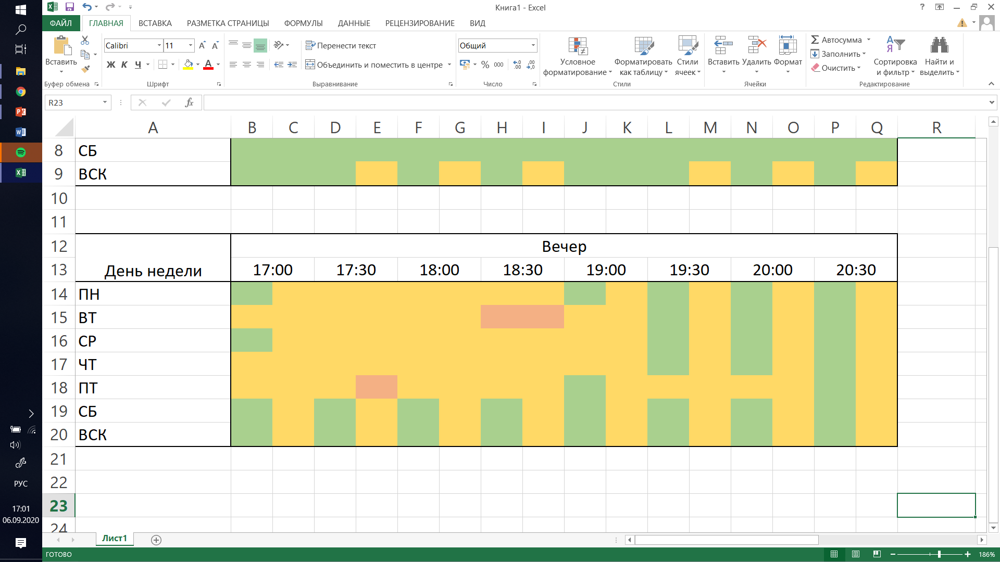 Книга1 - Excel
ФАЙЛ ГЛАВНАЯ ВСТАВКА РАЗМЕТКА СТРАНИЦЫ ФОРМУЛЫ ДАННЫЕ РЕЦЕНЗИРОВАНИЕ ВИД
Вставить
Буфер обмена
Calibri 11
Ж К Ч А
Шрифт
Перенести текст
Объединить и поместить в центре
Выравнивание
Общий
% 000
Число
Условное форматирование
Форматировать как таблицу
Стили ячеек
Стили
Вставить Удалить Формат
Ячейки
Автосумма
Заполнить
Очистить
Сортировка и фильтр
Найти и выделить
Редактирование
R23 fx
A B C D E F G H I J K L M N O P Q R
8 СБ
9 ВСК
10
11
12 Вечер
13 День недели 17:00 17:30 18:00 18:30 19:00 19:30 20:00 20:30
14 ПН
15 ВТ
16 СР
17 ЧТ
18 ПТ
19 СБ
20 ВСК
21
22
23
24
Лист1
ГОТОВО 186%
РУС
17:01
06.09.2020